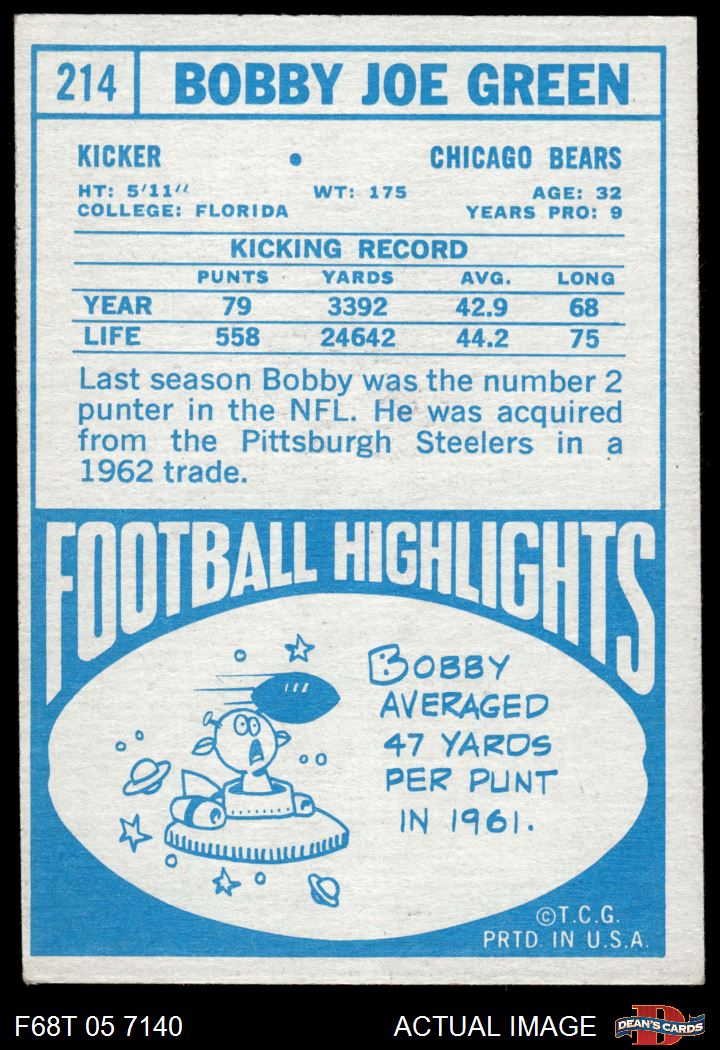 214 BOBBY JOE GREEN
KICKER • CHICAGO BEARS
HT: 5'11" WT: 175 AGE: 32
COLLEGE: FLORIDA YEARS PRO: 9
KICKING RECORD
PUNTS YARDS AVG. LONG
YEAR 79 3392 42.9 68
LIFE 558 24642 44.2 75
Last season Bobby was the number 2
punter in the NFL. He was acquired
from the Pittsburgh Steelers in a
1962 trade.
FOOTBALL HIGHLIGHTS
BOBBY
AVERAGED
47 YARDS
PER PUNT
IN 1961.
©T.C.G.
PRTD. IN U.S.A.
F68T 05 7140 ACTUAL IMAGE DEAN'S CARDS